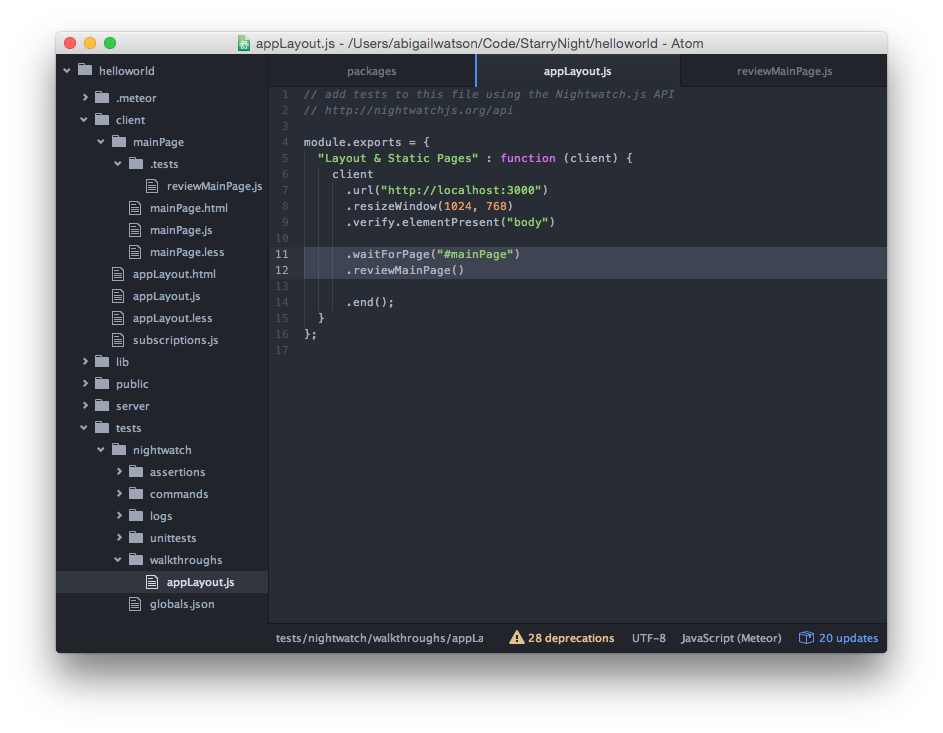 appLayout.js - /Users/abigailwatson/Code/StarryNight/helloworld - Atom
helloworld
.meteor
client
mainPage
.tests
reviewMainPage.js
mainPage.html
mainPage.js
mainPage.less
appLayout.html
appLayout.js
appLayout.less
subscriptions.js
lib
public
server
tests
nightwatch
assertions
commands
logs
unittests
walkthroughs
appLayout.js
globals.json
packages
appLayout.js
reviewMainPage.js
1 // add tests to this file using the Nightwatch.js API
2 // http://nightwatchjs.org/api
3
4 module.exports = {
5 "Layout & Static Pages" : function (client) {
6 client
7 .url("http://localhost:3000")
8 .resizeWindow(1024, 768)
9 .verify.elementPresent("body")
10
11 .waitForPage("#mainPage")
12 .reviewMainPage()
13
14 .end();
15 }
16 };
17
tests/nightwatch/walkthroughs/appLa 28 deprecations UTF-8 JavaScript (Meteor) 20 updates